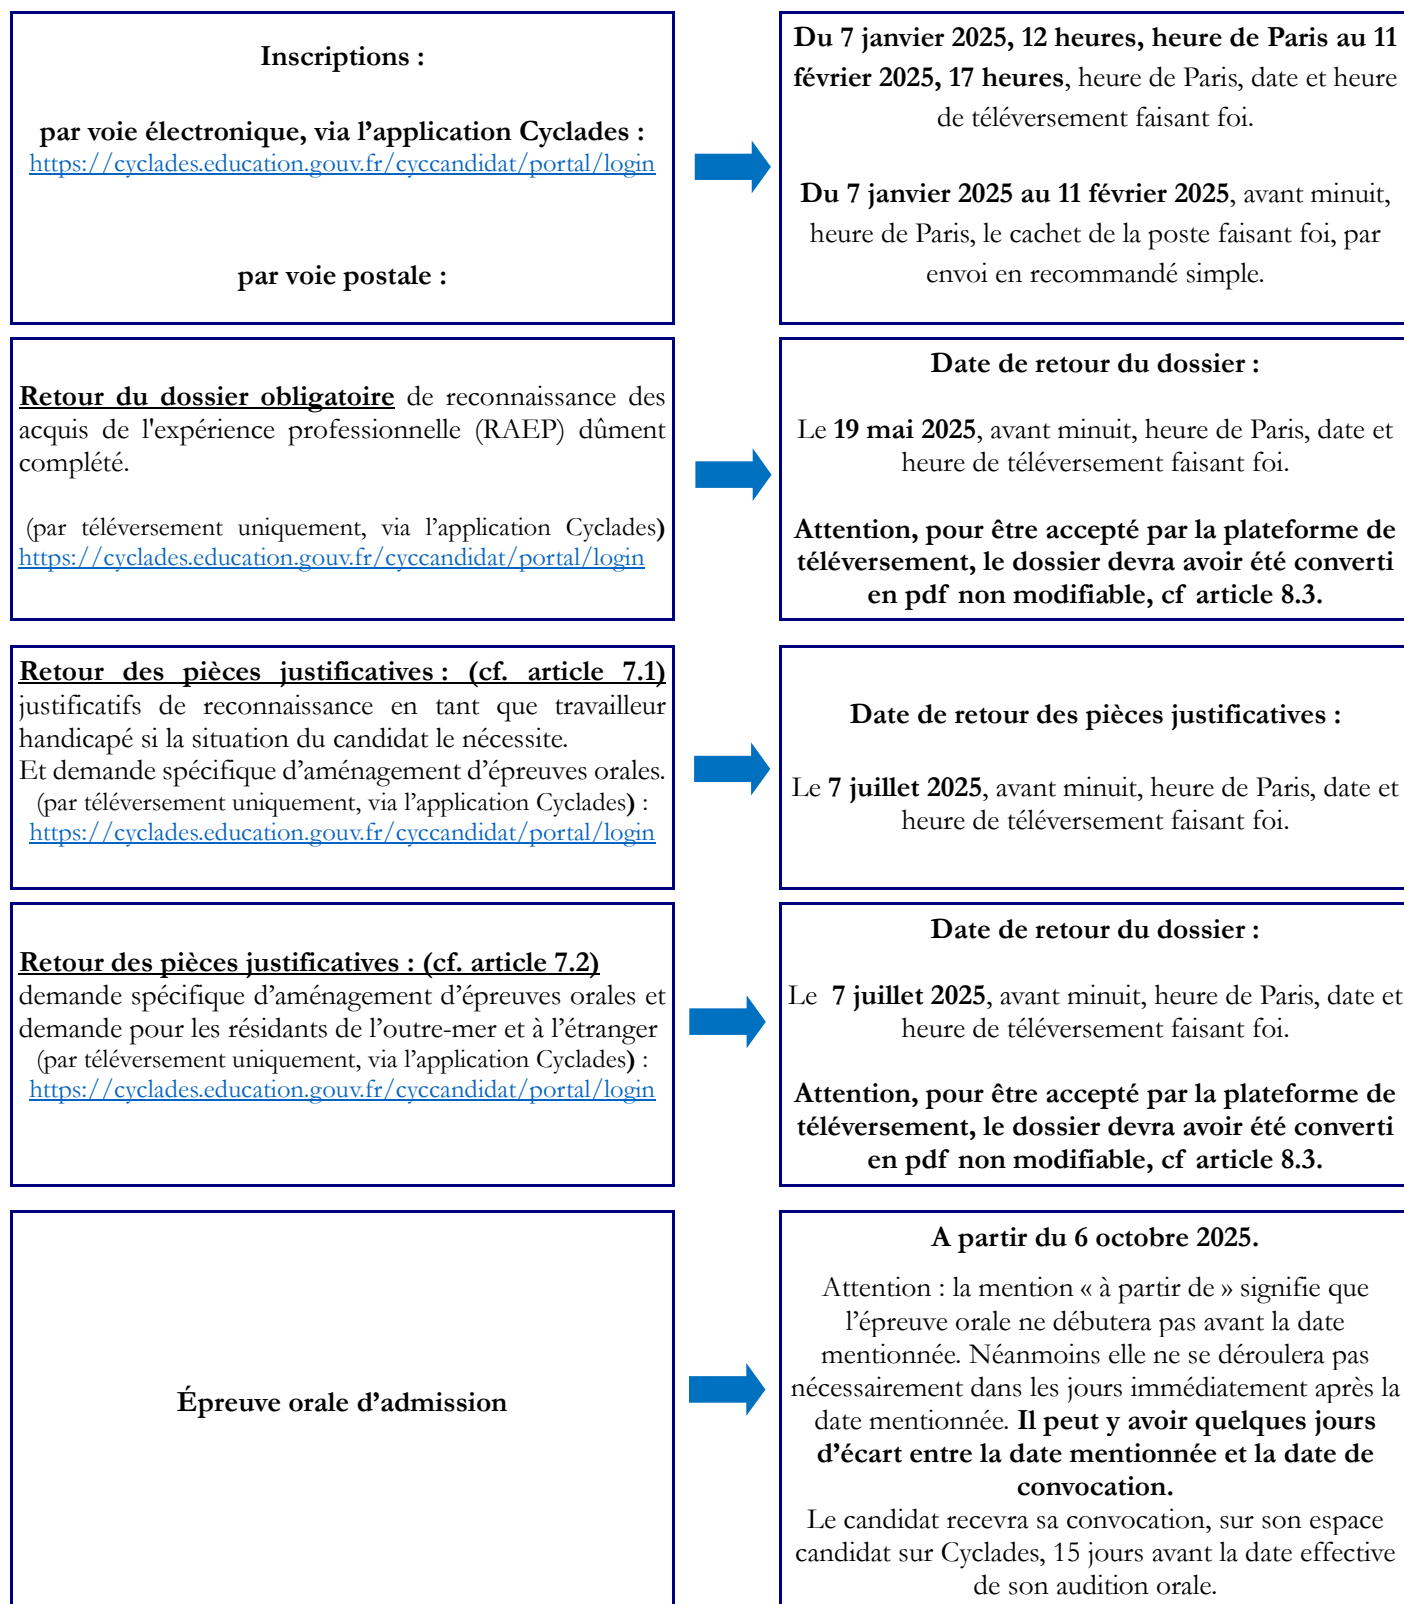 Inscriptions :
par voie électronique, via l’application Cyclades :
https://cyclades.education.gouv.fr/cyccandidat/portal/login
par voie postale :
Du 7 janvier 2025, 12 heures, heure de Paris au 11
février 2025, 17 heures, heure de Paris, date et heure
de téléversement faisant foi.
Du 7 janvier 2025 au 11 février 2025, avant minuit,
heure de Paris, le cachet de la poste faisant foi, par
envoi en recommandé simple.
Retour du dossier obligatoire de reconnaissance des
acquis de l'expérience professionnelle (RAEP) dûment
complété.
(par téléversement uniquement, via l’application Cyclades)
https://cyclades.education.gouv.fr/cyccandidat/portal/login
Date de retour du dossier :
Le 19 mai 2025, avant minuit, heure de Paris, date et
heure de téléversement faisant foi.
Attention, pour être accepté par la plateforme de
téléversement, le dossier devra avoir été converti
en pdf non modifiable, cf article 8.3.
Retour des pièces justificatives : (cf. article 7.1)
justificatifs de reconnaissance en tant que travailleur
handicapé si la situation du candidat le nécessite.
Et demande spécifique d’aménagement d’épreuves orales.
(par téléversement uniquement, via l’application Cyclades) :
https://cyclades.education.gouv.fr/cyccandidat/portal/login
Date de retour des pièces justificatives :
Le 7 juillet 2025, avant minuit, heure de Paris, date et
heure de téléversement faisant foi.
Retour des pièces justificatives : (cf. article 7.2)
demande spécifique d’aménagement d’épreuves orales et
demande pour les résidants de l’outre-mer et à l’étranger
(par téléversement uniquement, via l’application Cyclades) :
https://cyclades.education.gouv.fr/cyccandidat/portal/login
Date de retour du dossier :
Le 7 juillet 2025, avant minuit, heure de Paris, date et
heure de téléversement faisant foi.
Attention, pour être accepté par la plateforme de
téléversement, le dossier devra avoir été converti
en pdf non modifiable, cf article 8.3.
Épreuve orale d’admission
A partir du 6 octobre 2025.
Attention : la mention « à partir de » signifie que
l’épreuve orale ne débutera pas avant la date
mentionnée. Néanmoins elle ne se déroulera pas
nécessairement dans les jours immédiatement après la
date mentionnée. Il peut y avoir quelques jours
d’écart entre la date mentionnée et la date de
convocation.
Le candidat recevra sa convocation, sur son espace
candidat sur Cyclades, 15 jours avant la date effective
de son audition orale.